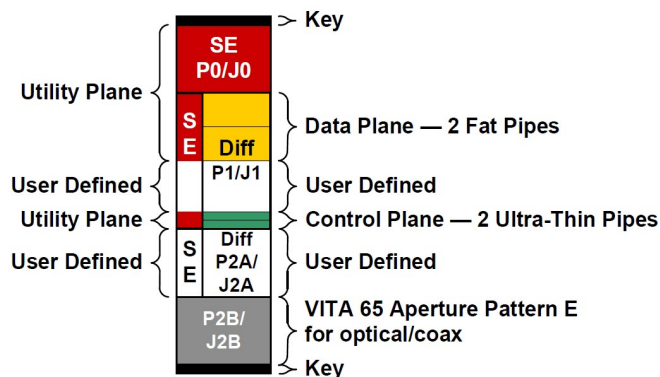 Key
SE
P0/J0
Utility Plane
S
E
Diff
Data Plane — 2 Fat Pipes
P1/J1
User Defined
User Defined
Utility Plane
Control Plane — 2 Ultra-Thin Pipes
User Defined
S
E
Diff
P2A/
J2A
User Defined
P2B/
J2B
VITA 65 Aperture Pattern E
for optical/coax
Key